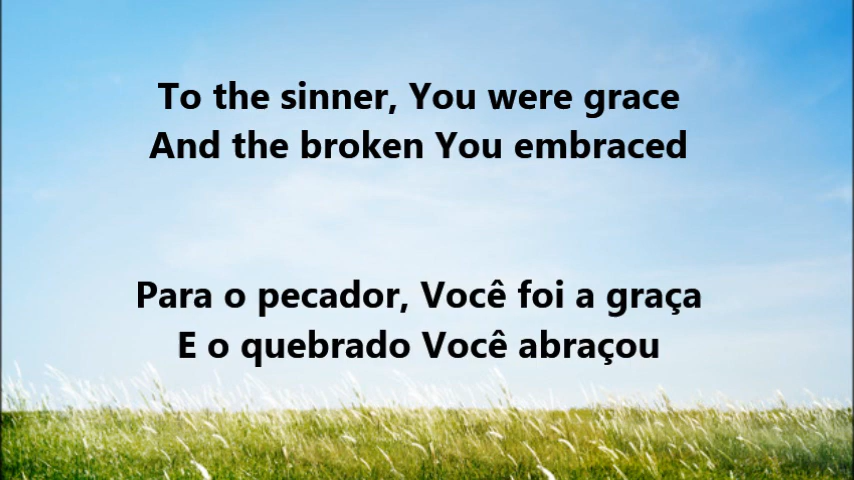 To the sinner, You were grace
And the broken You embraced
Para o pecador, Você foi a graça
E o quebrado Você abraçou